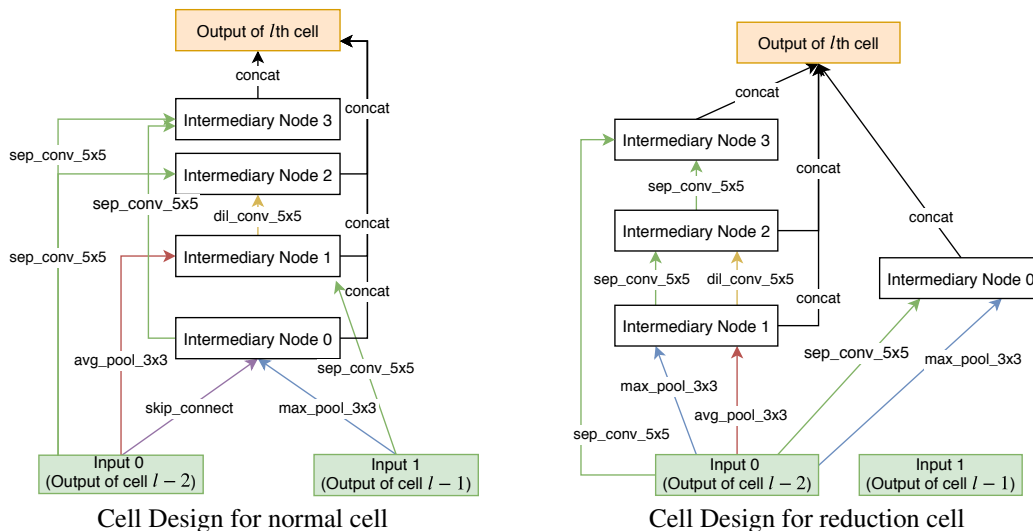 Output of lth cell
concat
Intermediary Node 3
concat
sep_conv_5x5
Intermediary Node 2
sep_conv_5x5
dil_conv_5x5
concat
sep_conv_5x5
Intermediary Node 1
concat
Intermediary Node 0
avg_pool_3x3
sep_conv_5x5
skip_connect
max_pool_3x3
Input 0
(Output of cell l − 2)
Input 1
(Output of cell l − 1)
Cell Design for normal cell
Output of lth cell
concat
Intermediary Node 3
concat
sep_conv_5x5
concat
Intermediary Node 2
sep_conv_5x5
dil_conv_5x5
Intermediary Node 0
concat
Intermediary Node 1
sep_conv_5x5
max_pool_3x3
max_pool_3x3
avg_pool_3x3
sep_conv_5x5
Input 0
(Output of cell l − 2)
Input 1
(Output of cell l − 1)
Cell Design for reduction cell